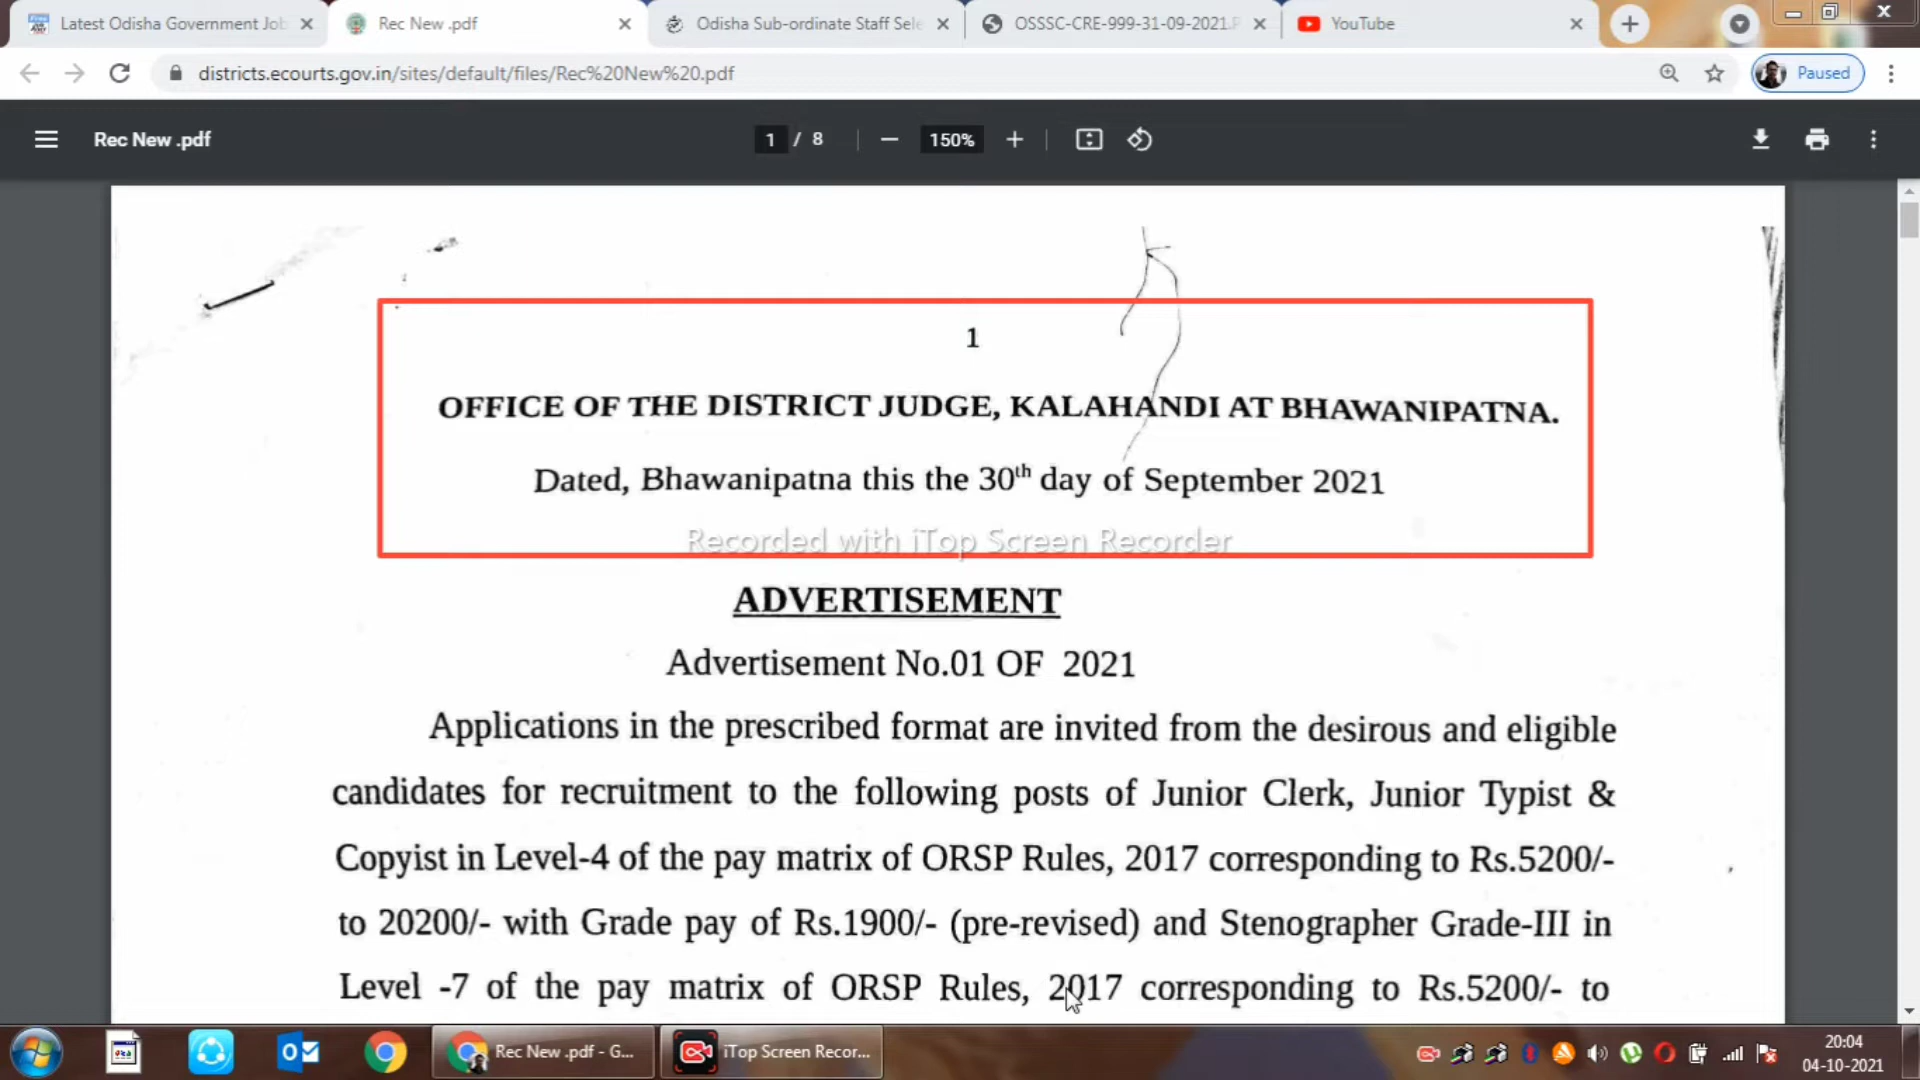 Latest Odisha Government Job
Rec New .pdf
Odisha Sub-ordinate Staff Sele
OSSSC-CRE-999-31-09-2021.P
YouTube
districts.ecourts.gov.in/sites/default/files/Rec%20New%20.pdf
Paused
Rec New .pdf
1 / 8
150%
1
OFFICE OF THE DISTRICT JUDGE, KALAHANDI AT BHAWANIPATNA.
Dated, Bhawanipatna this the 30th day of September 2021
Recorded with iTop Screen Recorder
ADVERTISEMENT
Advertisement No.01 OF 2021
Applications in the prescribed format are invited from the desirous and eligible
candidates for recruitment to the following posts of Junior Clerk, Junior Typist &
Copyist in Level-4 of the pay matrix of ORSP Rules, 2017 corresponding to Rs.5200/-
to 20200/- with Grade pay of Rs.1900/- (pre-revised) and Stenographer Grade-III in
Level -7 of the pay matrix of ORSP Rules, 2017 corresponding to Rs.5200/- to
Rec New .pdf - G...
iTop Screen Recor...
20:04
04-10-2021